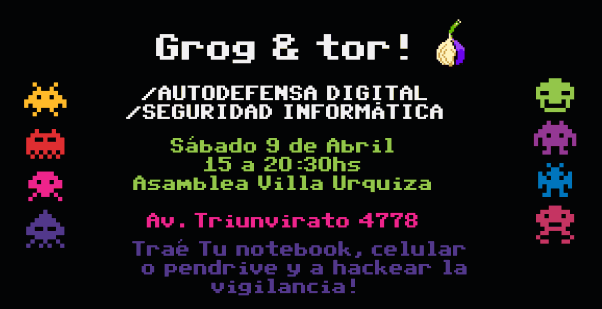 Grog & tor!
/AUTODEFENSA DIGITAL
/SEGURIDAD INFORMÁTICA
Sábado 9 de Abril
15 a 20:30hs
Asamblea Villa Urquiza
Av. Triunvirato 4778
Traé Tu notebook, celular
o pendrive y a hackear la
vigilancia!